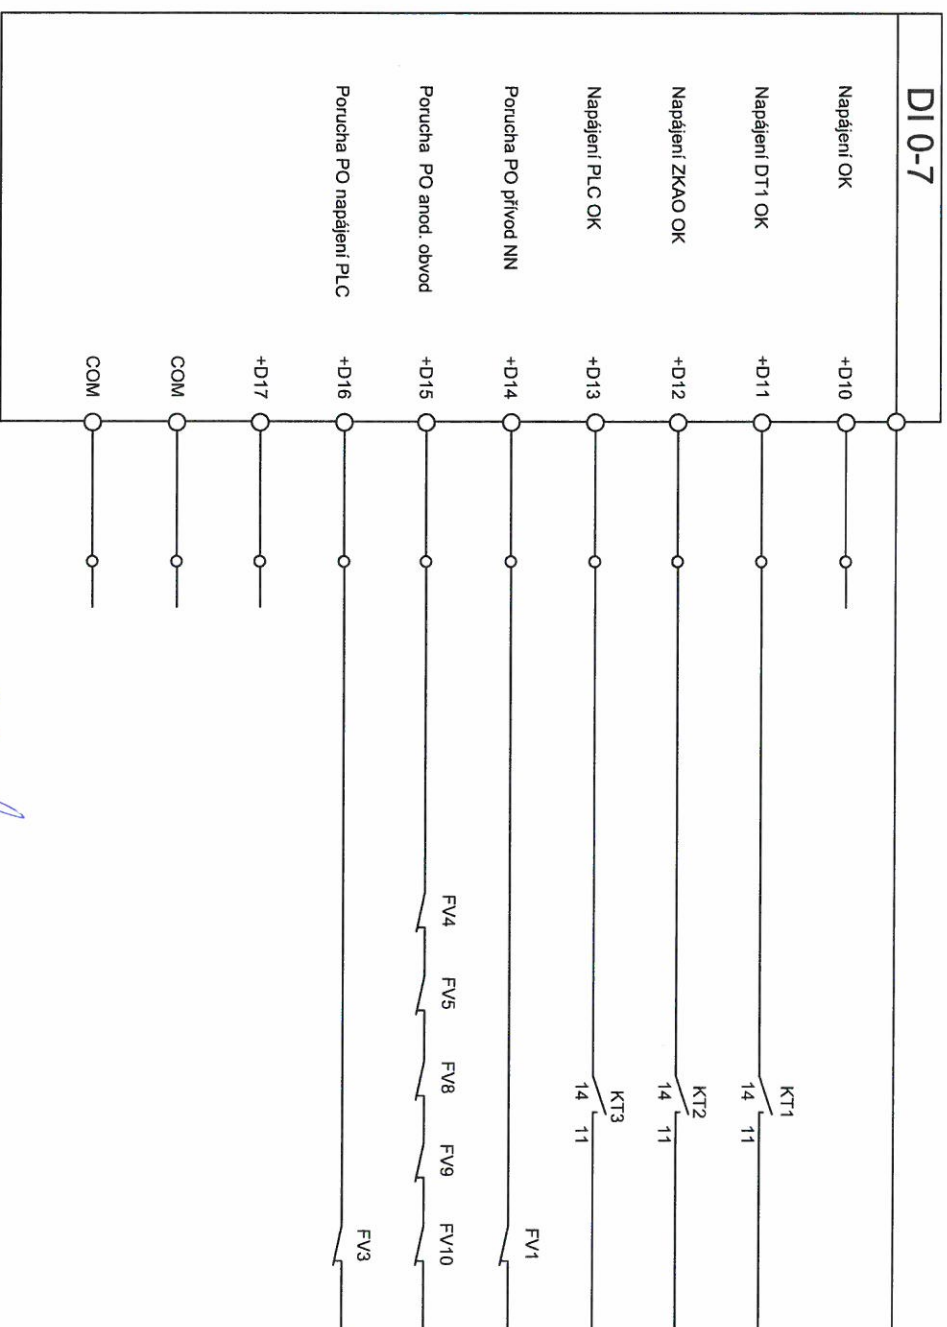 DI 0-7
Napájení OK
+D10
Napájení DT1 OK
+D11
KT1
14 11
Napájení ZKAO OK
+D12
KT2
14 11
Napájení PLC OK
+D13
KT3
14 11
Porucha PO přívod NN
+D14
FV1
Porucha PO anod. obvod
+D15
FV4
FV5
FV8
FV9
FV10
Porucha PO napájení PLC
+D16
FV3
+D17
COM
COM